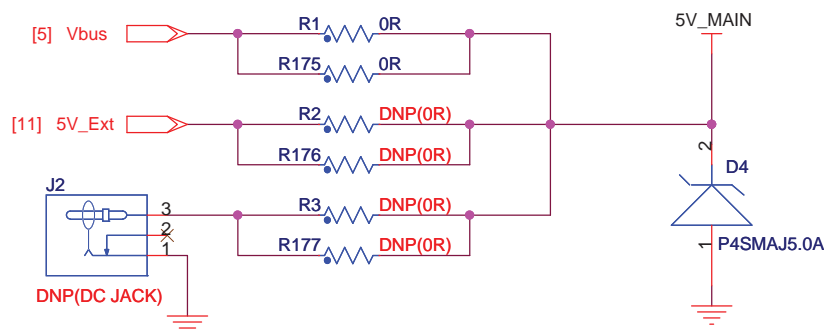 5V_MAIN
[5] Vbus
R1 0R
R175 0R
[11] 5V_Ext
R2 DNP(0R)
R176 DNP(0R)
2
D4
J2
3
2
1
R3 DNP(0R)
R177 DNP(0R)
1
P4SMAJ5.0A
DNP(DC JACK)